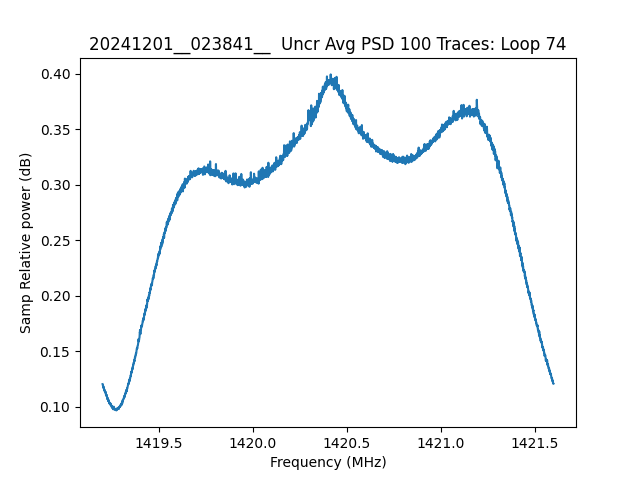 20241201__023841__ Uncr Avg PSD 100 Traces: Loop 74
0.40
0.35
0.30
0.25
0.20
0.15
0.10
Samp Relative power (dB)
1419.5 1420.0 1420.5 1421.0 1421.5
Frequency (MHz)